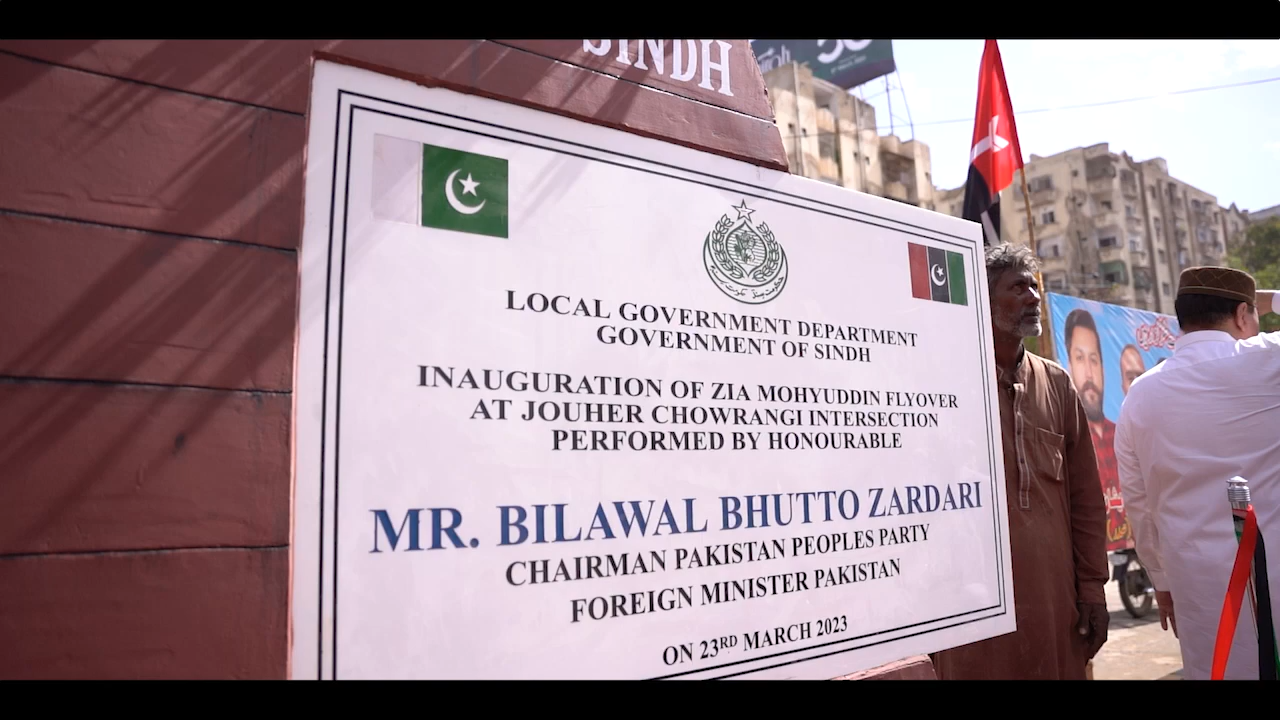 SINDH
LOCAL GOVERNMENT DEPARTMENT
GOVERNMENT OF SINDH
INAUGURATION OF ZIA MOHYUDDIN FLYOVER
AT JOUHER CHOWRANGI INTERSECTION
PERFORMED BY HONOURABLE
MR. BILAWAL BHUTTO ZARDARI
CHAIRMAN PAKISTAN PEOPLES PARTY
FOREIGN MINISTER PAKISTAN
ON 23RD MARCH 2023